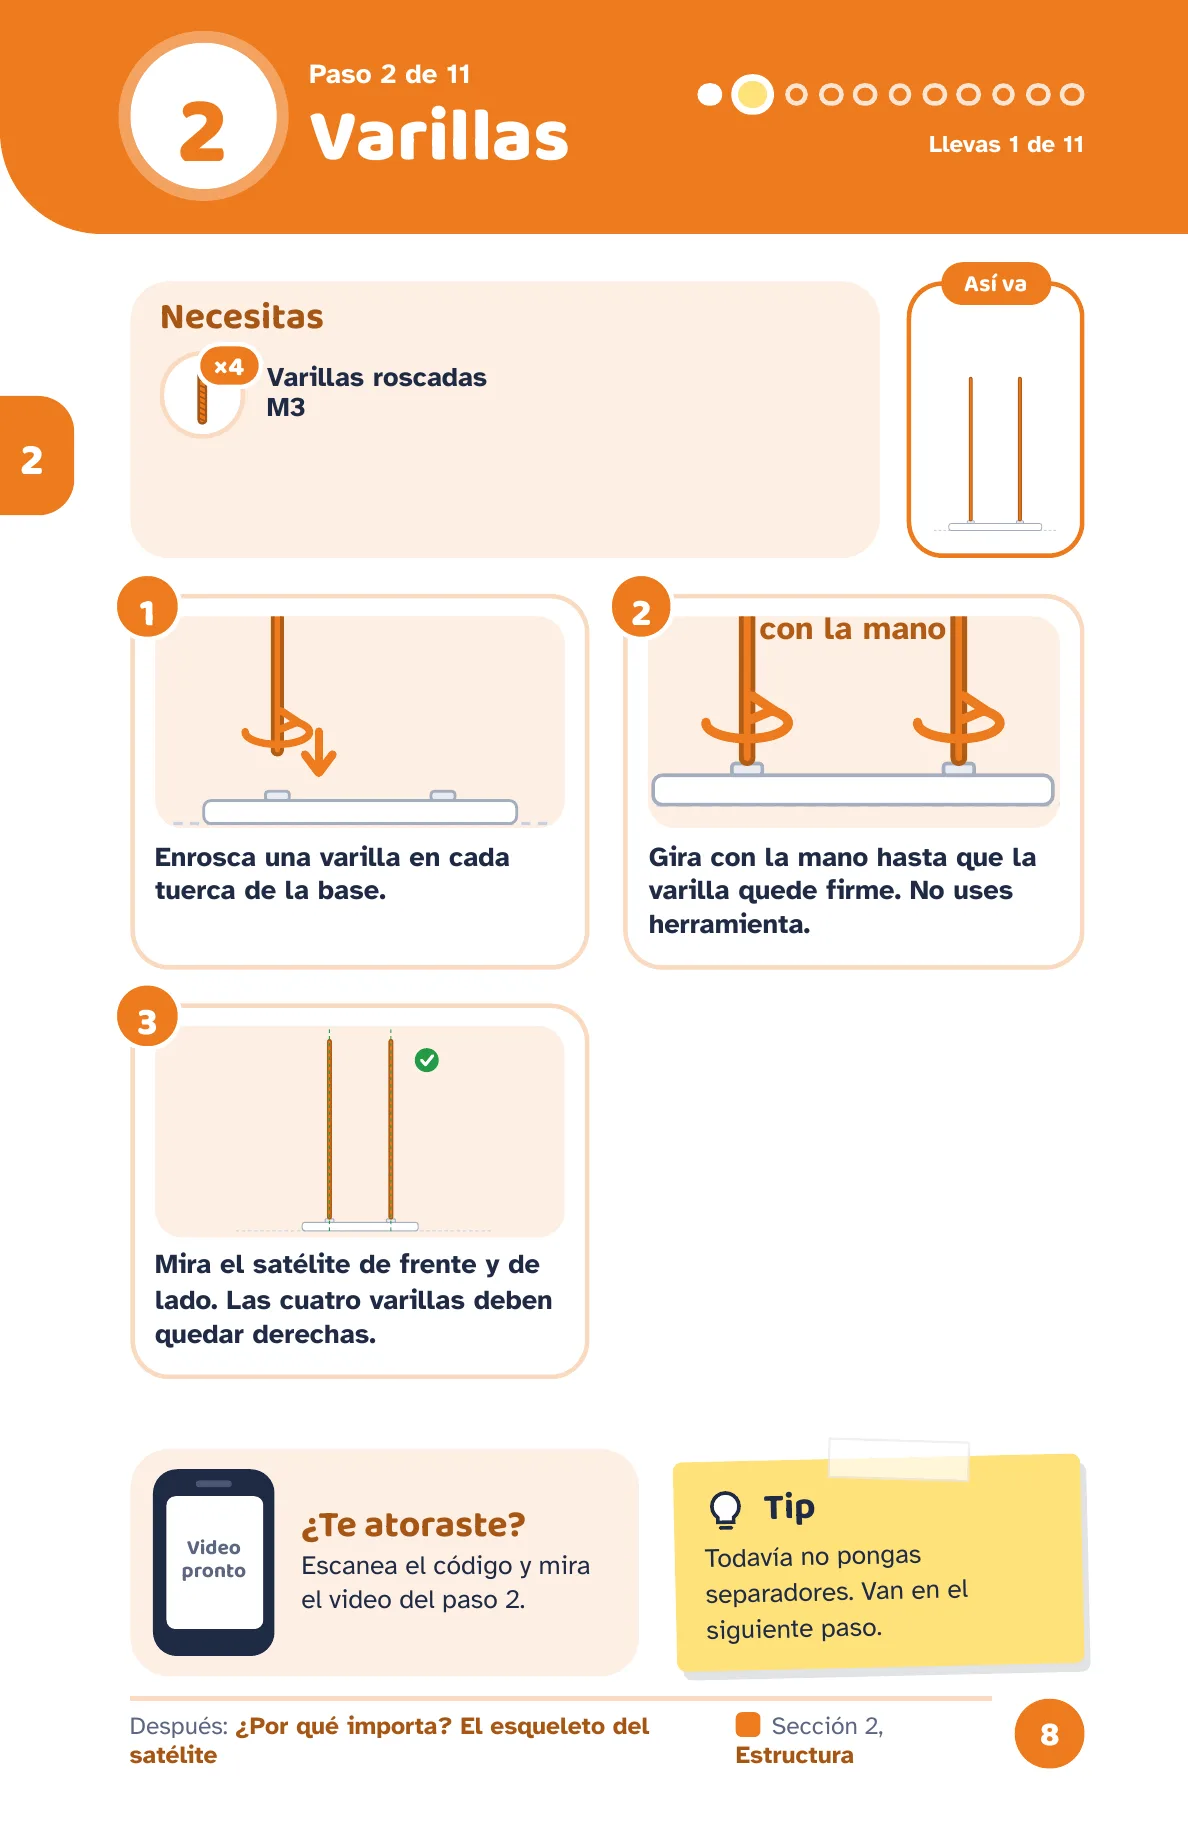 2
Paso 2 de 11
Varillas
Llevas 1 de 11
Necesitas
×4
Varillas roscadas
M3
Así va
2
1
Enrosca una varilla en cada
tuerca de la base.
2
con la mano
Gira con la mano hasta que la
varilla quede firme. No uses
herramienta.
3
Mira el satélite de frente y de
lado. Las cuatro varillas deben
quedar derechas.
Video
pronto
¿Te atoraste?
Escanea el código y mira
el video del paso 2.
Tip
Todavía no pongas
separadores. Van en el
siguiente paso.
Después: ¿Por qué importa? El esqueleto del
satélite
Sección 2,
Estructura
8